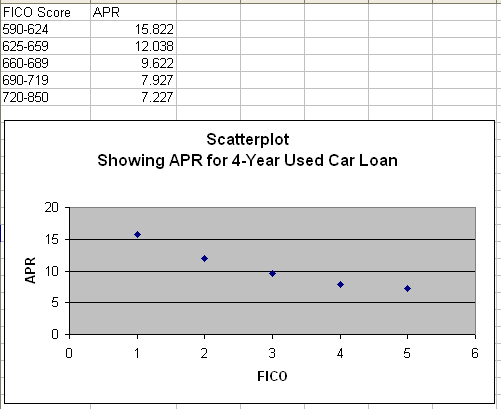 FICO Score APR
590-624 15.822
625-659 12.038
660-689 9.622
690-719 7.927
720-850 7.227
Scatterplot
Showing APR for 4-Year Used Car Loan
20
15
10
5
0
APR
0 1 2 3 4 5 6
FICO